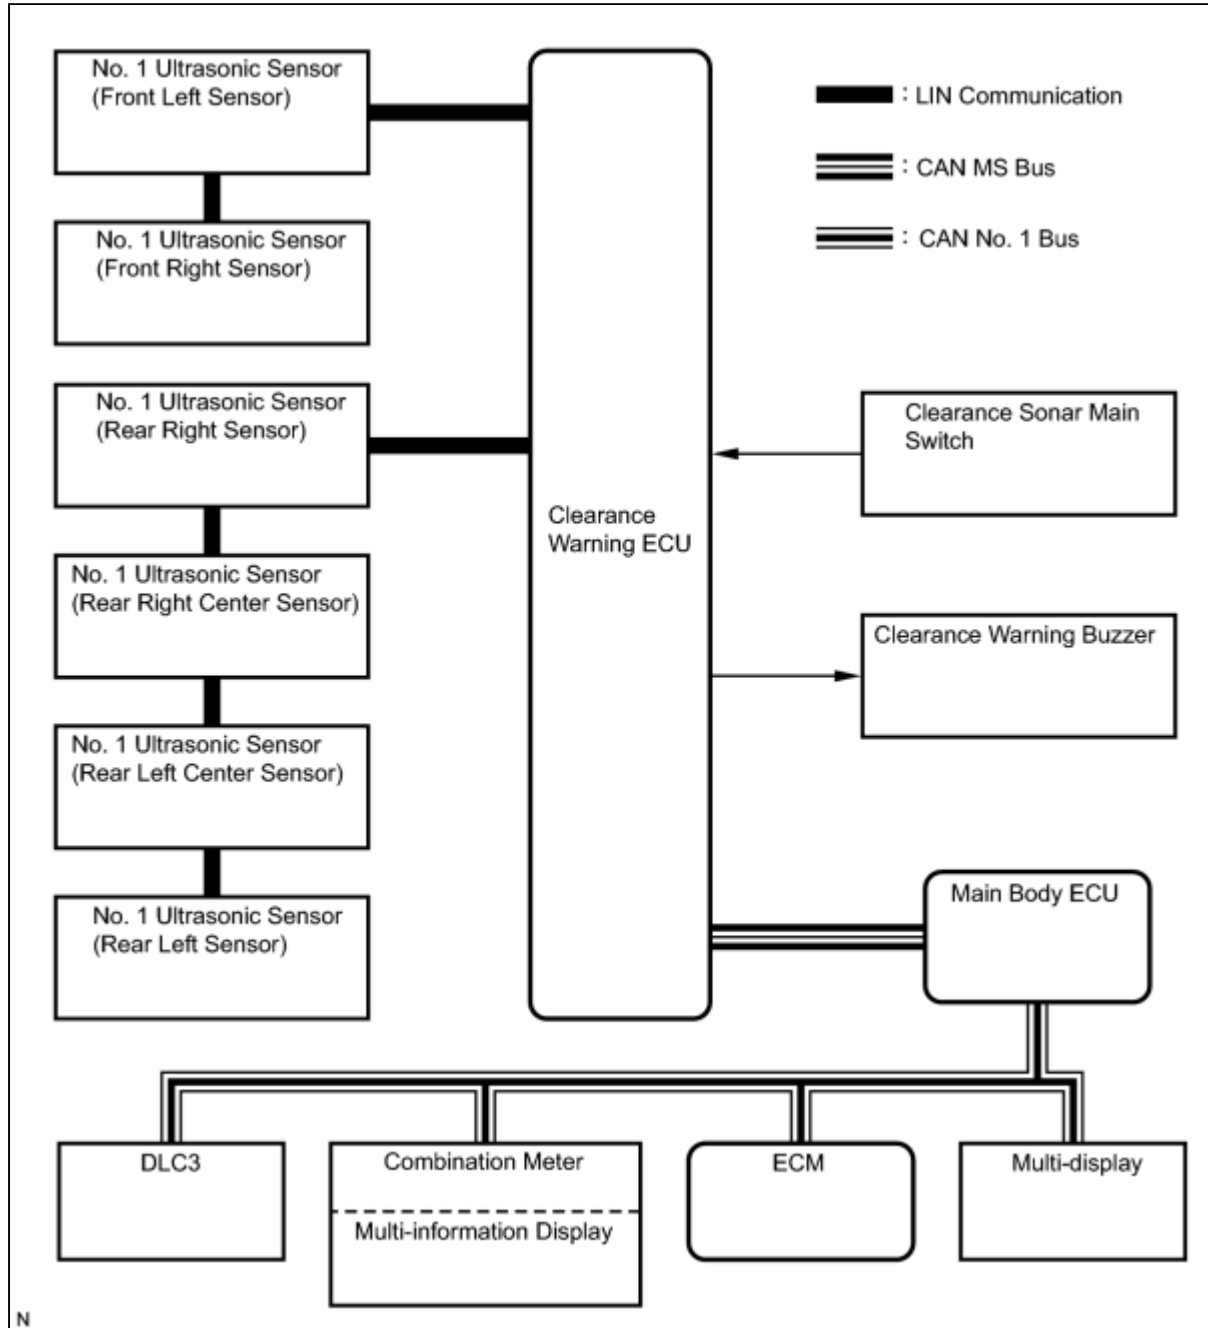 No. 1 Ultrasonic Sensor
(Front Left Sensor)
No. 1 Ultrasonic Sensor
(Front Right Sensor)
No. 1 Ultrasonic Sensor
(Rear Right Sensor)
No. 1 Ultrasonic Sensor
(Rear Right Center Sensor)
No. 1 Ultrasonic Sensor
(Rear Left Center Sensor)
No. 1 Ultrasonic Sensor
(Rear Left Sensor)
Clearance
Warning ECU
: LIN Communication
: CAN MS Bus
: CAN No. 1 Bus
Clearance Sonar Main
Switch
Clearance Warning Buzzer
Main Body ECU
DLC3
Combination Meter
Multi-information Display
ECM
Multi-display
N